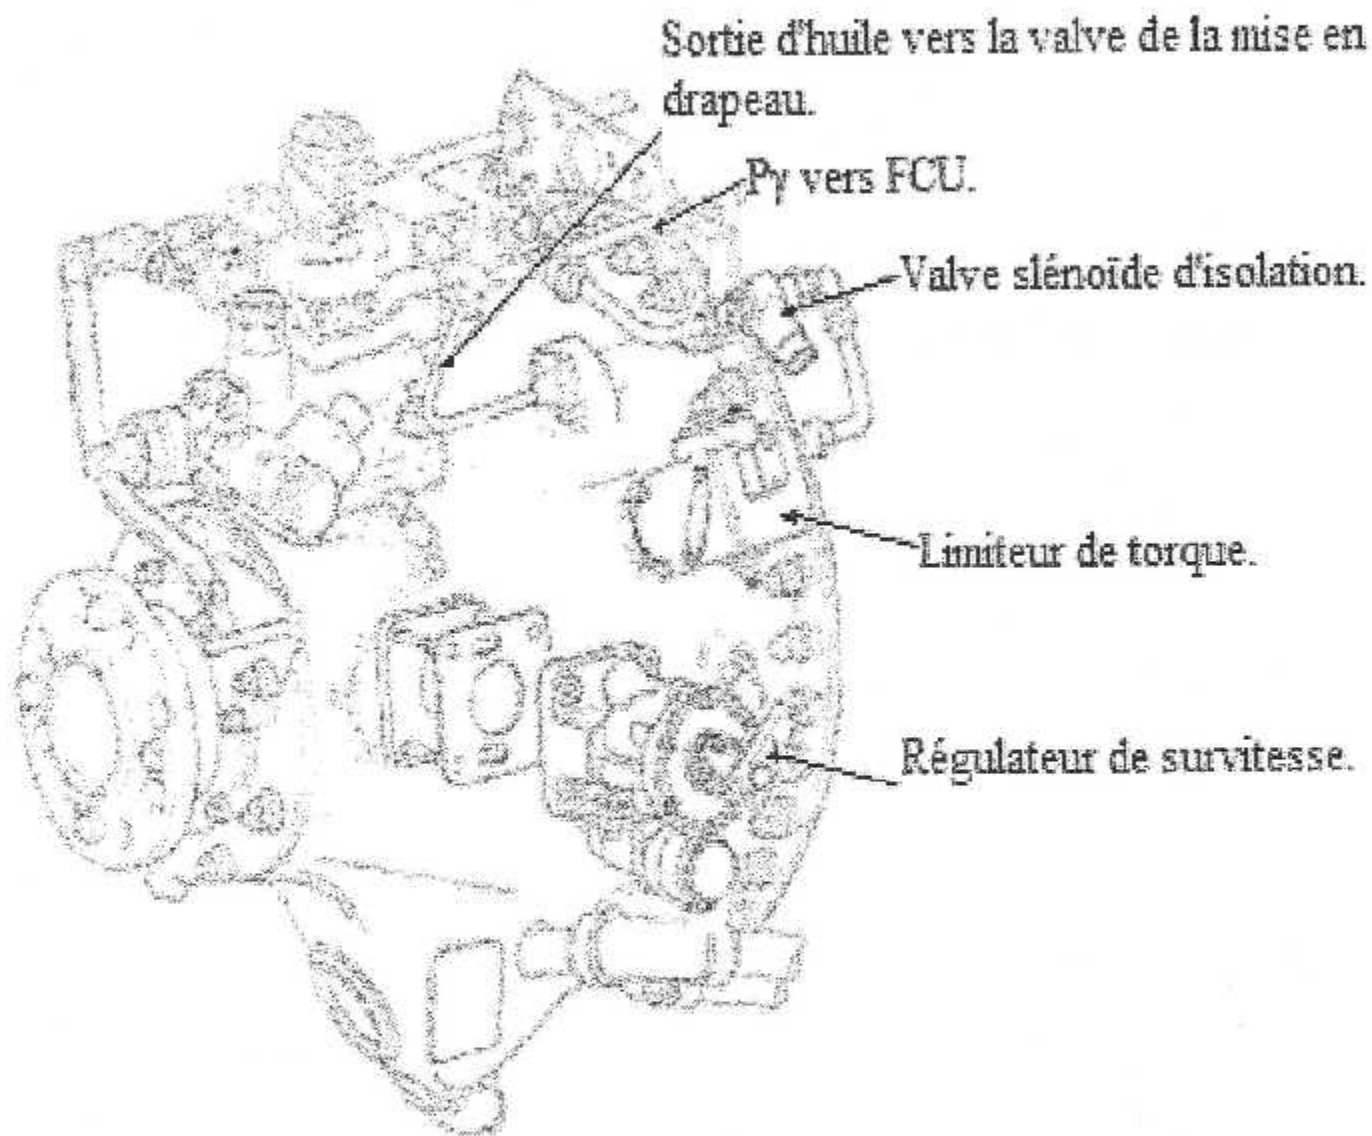 Sortie d'huile vers la valve de la mise en
drapeau.
Pγ vers FCU.
Valve slénoïde d'isolation.
Limiteur de torque.
Régulateur de survitesse.